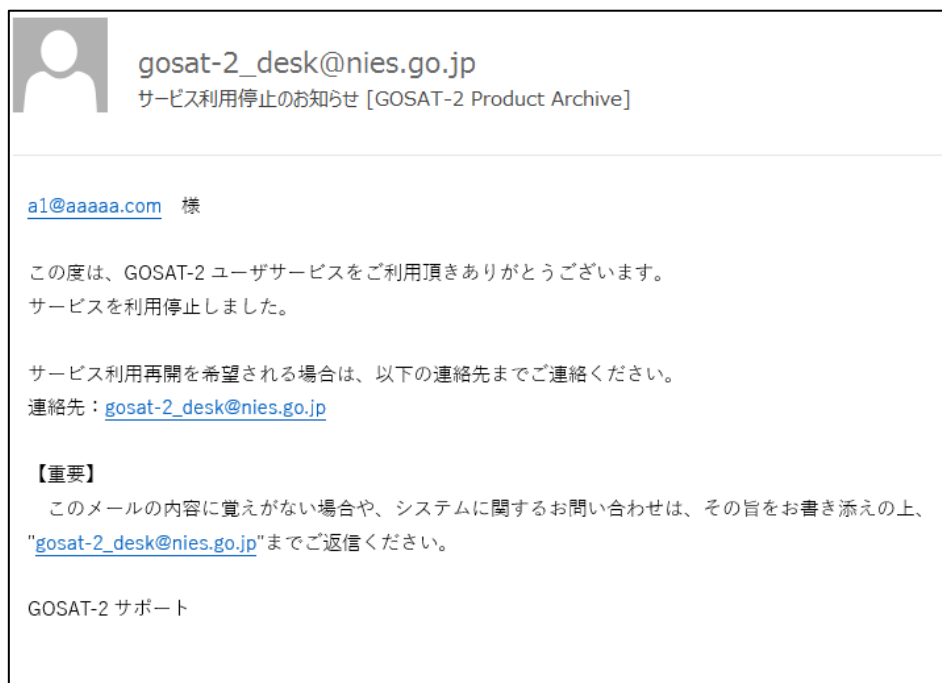 gosat-2_desk@nies.go.jp
サービス利用停止のお知らせ [GOSAT-2 Product Archive]
a1@aaaaa.com　様
この度は、GOSAT-2 ユーザサービスをご利用頂きありがとうございます。
サービスを利用停止しました。
サービス利用再開を希望される場合は、以下の連絡先までご連絡ください。
連絡先：gosat-2_desk@nies.go.jp
【重要】
　このメールの内容に覚えがない場合や、システムに関するお問い合わせは、その旨をお書き添えの上、
"gosat-2_desk@nies.go.jp"までご返信ください。
GOSAT-2 サポート